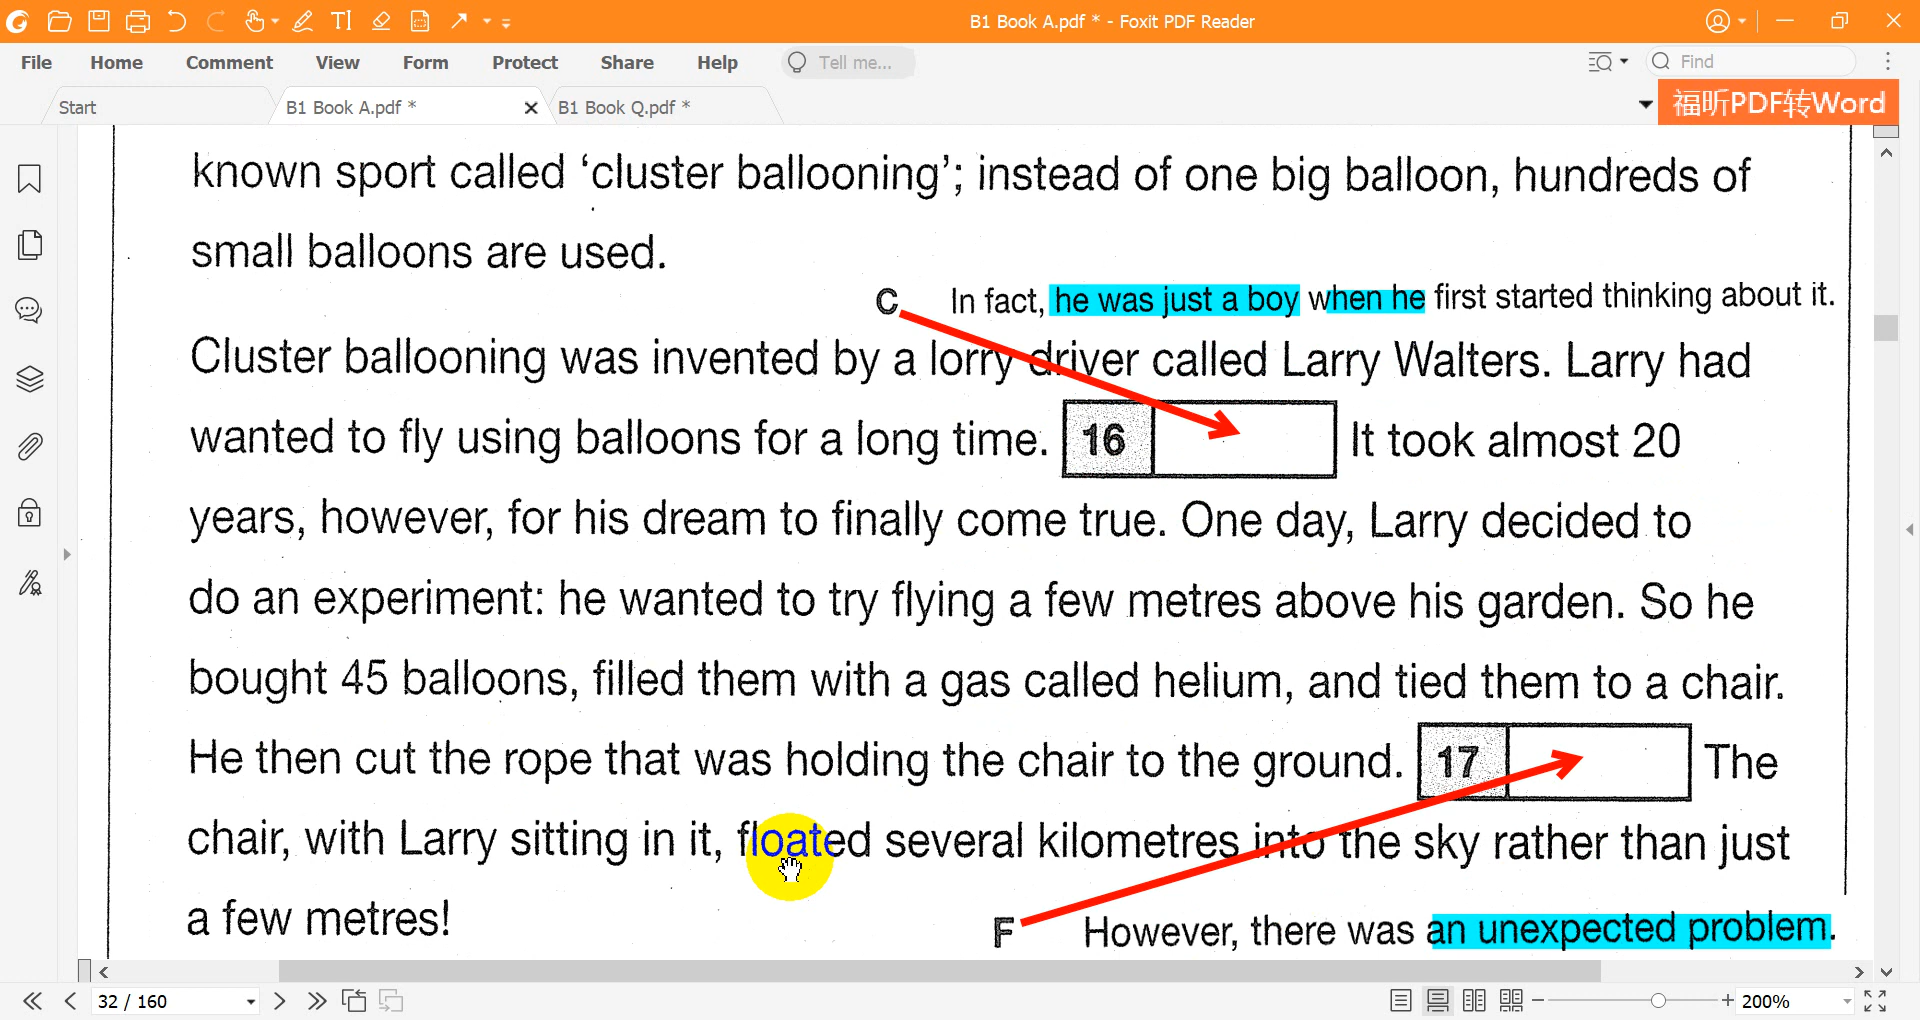 B1 Book A.pdf * - Foxit PDF Reader
File Home Comment View Form Protect Share Help Tell me... Find
Start B1 Book A.pdf * B1 Book Q.pdf * 福昕PDF转Word
known sport called ‘cluster ballooning’; instead of one big balloon, hundreds of
small balloons are used.
C In fact, he was just a boy when he first started thinking about it.
Cluster ballooning was invented by a lorry driver called Larry Walters. Larry had
wanted to fly using balloons for a long time. 16 It took almost 20
years, however, for his dream to finally come true. One day, Larry decided to
do an experiment: he wanted to try flying a few metres above his garden. So he
bought 45 balloons, filled them with a gas called helium, and tied them to a chair.
He then cut the rope that was holding the chair to the ground. 17 The
chair, with Larry sitting in it, floated several kilometres into the sky rather than just
a few metres!
F However, there was an unexpected problem.
32 / 160 200%